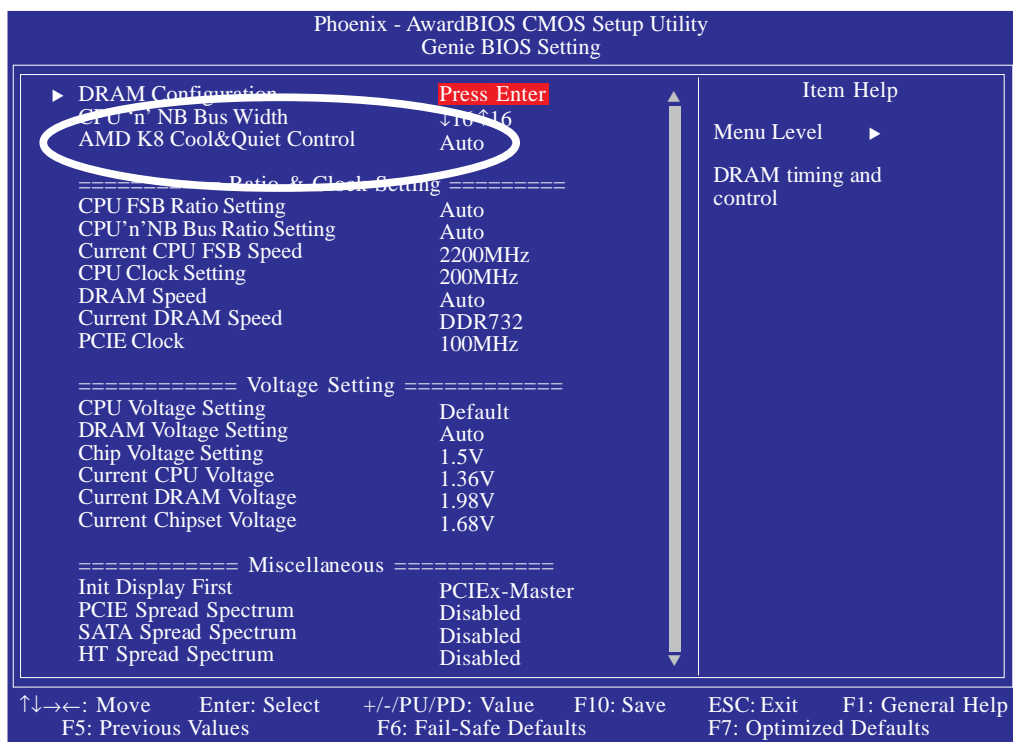 Phoenix - AwardBIOS CMOS Setup Utility
Genie BIOS Setting
▶ DRAM Configuration Press Enter
CPU 'n' NB Bus Width ↓16↑16
AMD K8 Cool&Quiet Control Auto
=========== Ratio & Clock Setting =========
CPU FSB Ratio Setting Auto
CPU'n'NB Bus Ratio Setting Auto
Current CPU FSB Speed 2200MHz
CPU Clock Setting 200MHz
DRAM Speed Auto
Current DRAM Speed DDR732
PCIE Clock 100MHz
============ Voltage Setting ============
CPU Voltage Setting Default
DRAM Voltage Setting Auto
Chip Voltage Setting 1.5V
Current CPU Voltage 1.36V
Current DRAM Voltage 1.98V
Current Chipset Voltage 1.68V
============ Miscellaneous ============
Init Display First PCIEx-Master
PCIE Spread Spectrum Disabled
SATA Spread Spectrum Disabled
HT Spread Spectrum Disabled
Item Help
Menu Level ▶
DRAM timing and
control
↑↓→←: Move Enter: Select +/-/PU/PD: Value F10: Save ESC: Exit F1: General Help
F5: Previous Values F6: Fail-Safe Defaults F7: Optimized Defaults